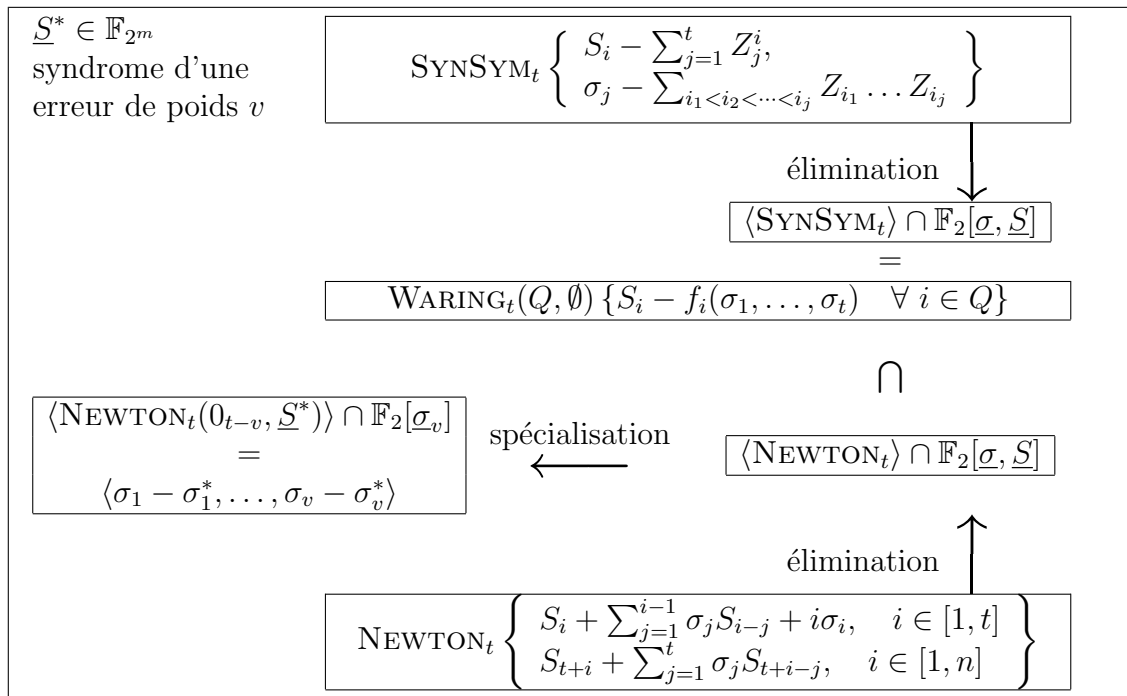 S* ∈ 𝔽_{2^m}
syndrome d'une
erreur de poids v
SYNSYM_t { S_i − ∑_{j=1}^{t} Z_j^i,
σ_j − ∑_{i_1<i_2<⋯<i_j} Z_{i_1} … Z_{i_j} }
élimination
⟨SYNSYM_t⟩ ∩ 𝔽_2[σ, S]
=
WARING_t(Q, ∅) {S_i − f_i(σ_1, …, σ_t) ∀ i ∈ Q}
∩
⟨NEWTON_t(0_{t−v}, S*)⟩ ∩ 𝔽_2[σ_v]
=
⟨σ_1 − σ_1^*, …, σ_v − σ_v^*⟩
spécialisation
⟨NEWTON_t⟩ ∩ 𝔽_2[σ, S]
élimination
NEWTON_t { S_i + ∑_{j=1}^{i−1} σ_j S_{i−j} + iσ_i, i ∈ [1, t]
S_{t+i} + ∑_{j=1}^{t} σ_j S_{t+i−j}, i ∈ [1, n] }